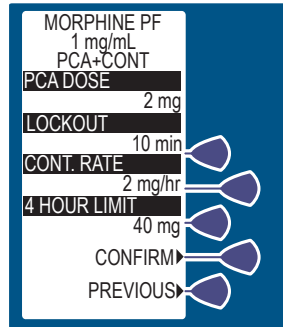 MORPHINE PF
1 mg/mL
PCA+CONT
PCA DOSE
2 mg
LOCKOUT
10 min
CONT. RATE
2 mg/hr
4 HOUR LIMIT
40 mg
CONFIRM
PREVIOUS